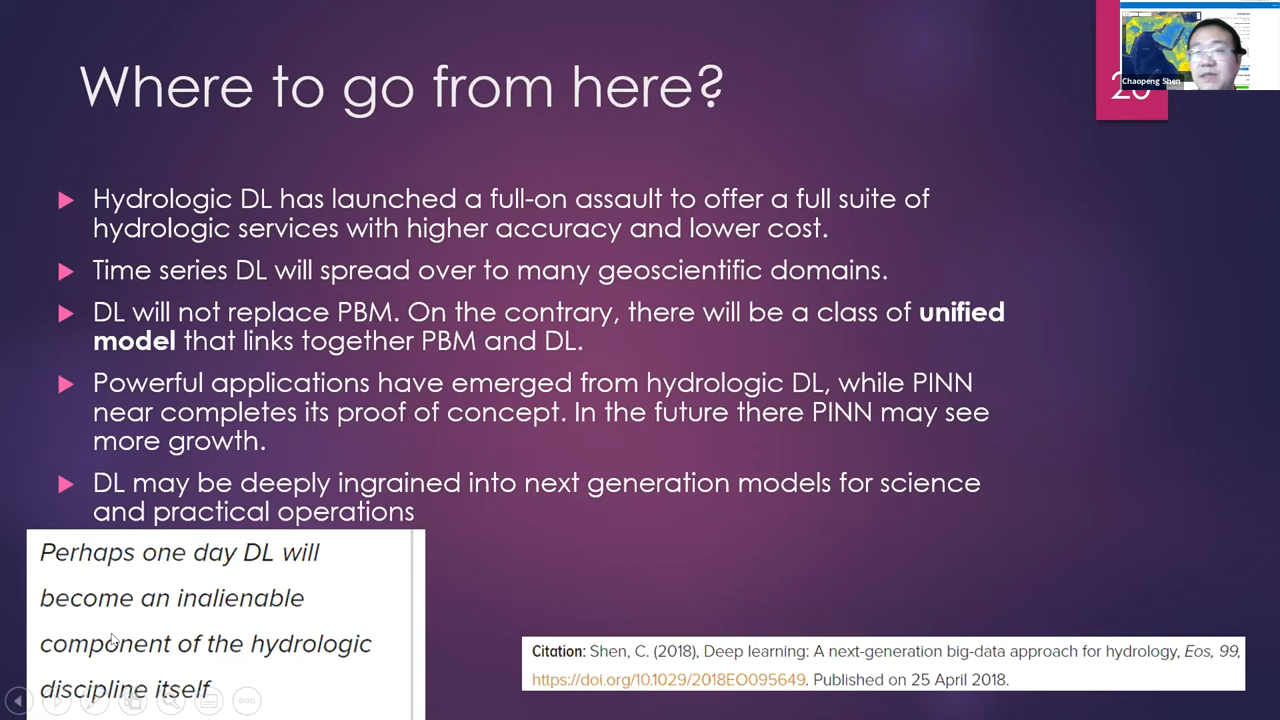 Where to go from here?
Chaopeng Shen
Hydrologic DL has launched a full-on assault to offer a full suite of
hydrologic services with higher accuracy and lower cost.
Time series DL will spread over to many geoscientific domains.
DL will not replace PBM. On the contrary, there will be a class of unified
model that links together PBM and DL.
Powerful applications have emerged from hydrologic DL, while PINN
near completes its proof of concept. In the future there PINN may see
more growth.
DL may be deeply ingrained into next generation models for science
and practical operations
Perhaps one day DL will
become an inalienable
component of the hydrologic
discipline itself
Citation: Shen, C. (2018), Deep learning: A next-generation big-data approach for hydrology, Eos, 99,
https://doi.org/10.1029/2018EO095649. Published on 25 April 2018.